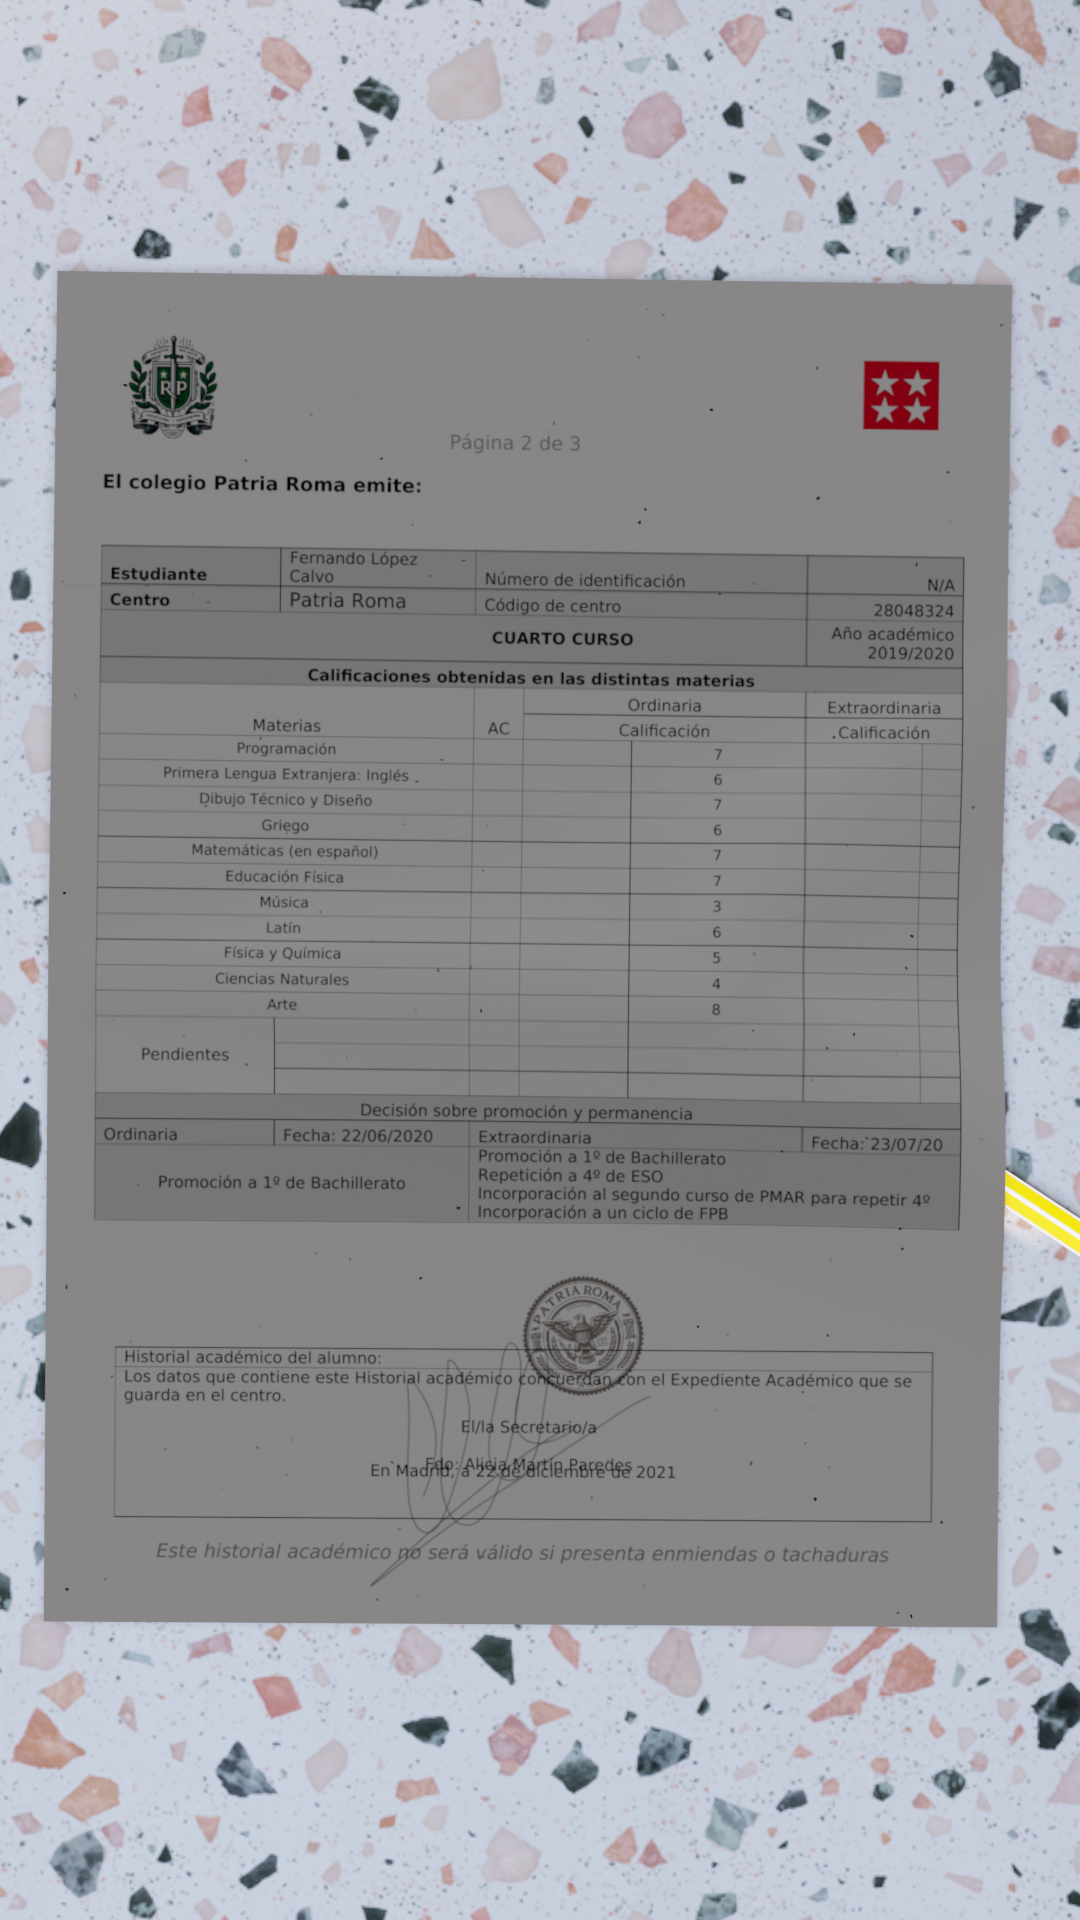 RP
Página 2 de 3
El colegio Patria Roma emite:
Estudiante Fernando López Calvo Número de identificación N/A
Centro Patria Roma Código de centro 28048324
CUARTO CURSO Año académico 2019/2020
Calificaciones obtenidas en las distintas materias
Materias AC Ordinaria Extraordinaria
Calificación Calificación
Programación 7
Primera Lengua Extranjera: Inglés 6
Dibujo Técnico y Diseño 7
Griego 6
Matemáticas (en español) 7
Educación Física 7
Música 3
Latín 6
Física y Química 5
Ciencias Naturales 4
Arte 8
Pendientes
Decisión sobre promoción y permanencia
Ordinaria Fecha: 22/06/2020 Extraordinaria Fecha: 23/07/20
Promoción a 1º de Bachillerato
Promoción a 1º de Bachillerato
Repetición a 4º de ESO
Incorporación al segundo curso de PMAR para repetir 4º
Incorporación a un ciclo de FPB
PATRIA ROMA
Historial académico del alumno:
Los datos que contiene este Historial académico concuerdan con el Expediente Académico que se
guarda en el centro.
El/la Secretario/a
Fdo: Alicia Martín Paredes
En Madrid, a 22 de diciembre de 2021
Este historial académico no será válido si presenta enmiendas o tachaduras